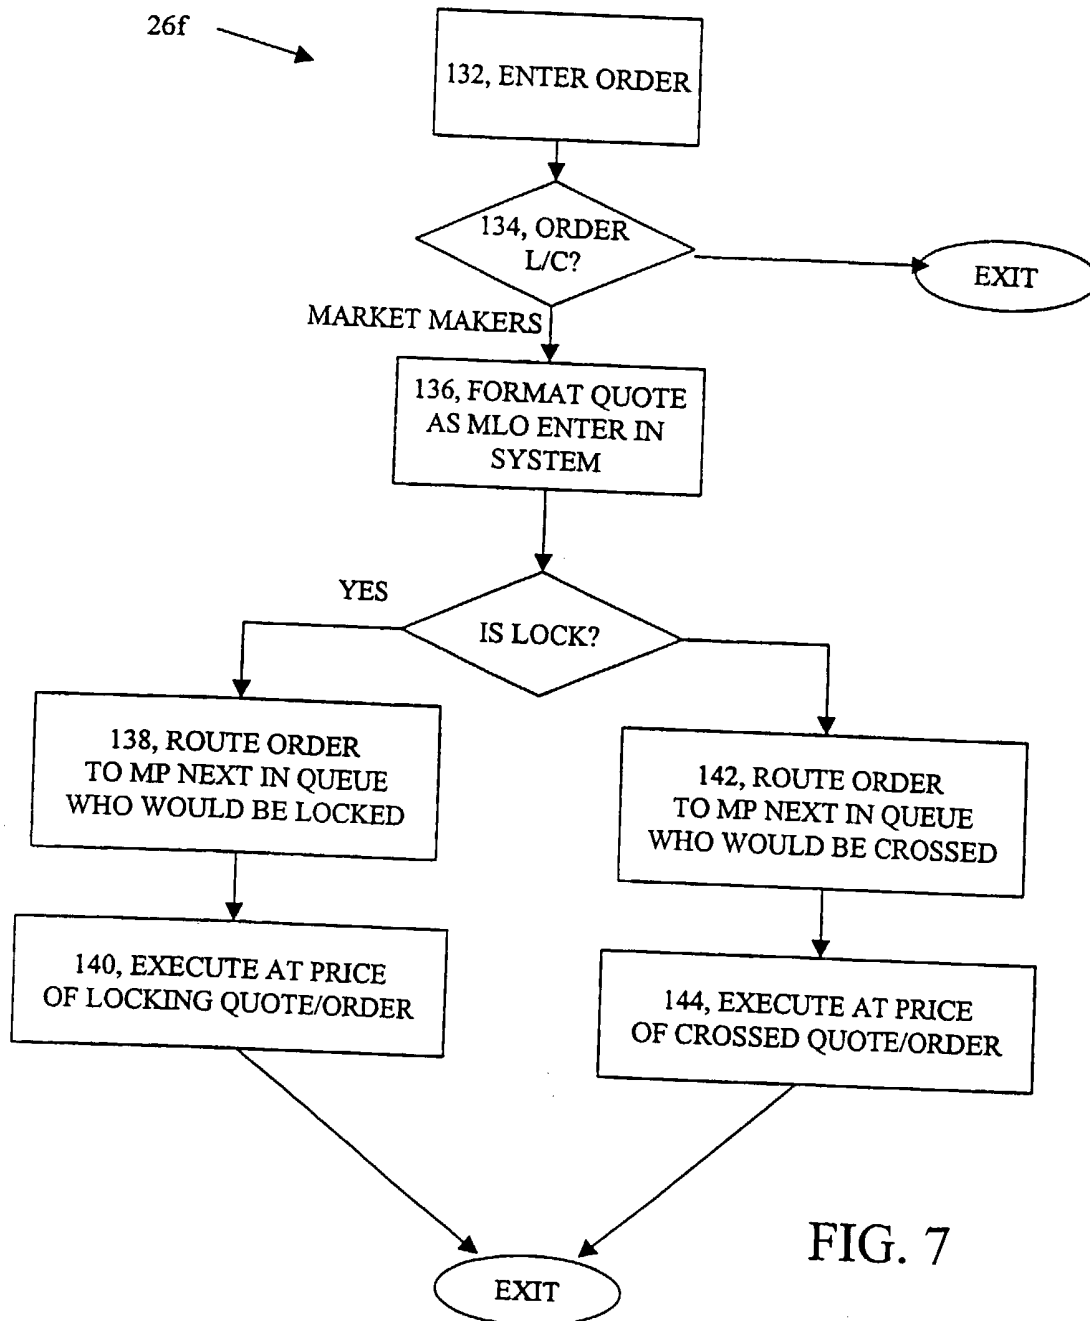 26f
132, ENTER ORDER
134, ORDER
L/C?
EXIT
MARKET MAKERS
136, FORMAT QUOTE
AS MLO ENTER IN
SYSTEM
YES
IS LOCK?
138, ROUTE ORDER
TO MP NEXT IN QUEUE
WHO WOULD BE LOCKED
142, ROUTE ORDER
TO MP NEXT IN QUEUE
WHO WOULD BE CROSSED
140, EXECUTE AT PRICE
OF LOCKING QUOTE/ORDER
144, EXECUTE AT PRICE
OF CROSSED QUOTE/ORDER
FIG. 7
EXIT